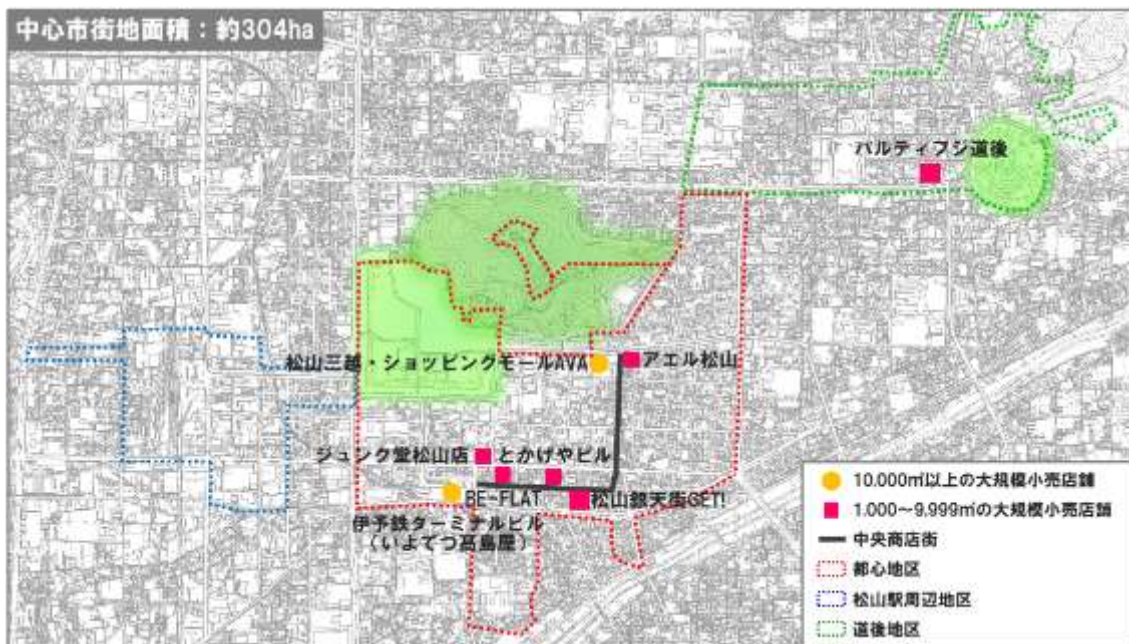 中心市街地面積：約304ha
パルティフジ道後
松山三越・ショッピングモールAVA
アエル松山
ジュンク堂松山店
とかげやビル
BE-FLAT
松山銀天街GET!
伊予鉄ターミナルビル
（いよてつ髙島屋）
10.000㎡以上の大規模小売店舗
1.000～9.999㎡の大規模小売店舗
中央商店街
都心地区
松山駅周辺地区
道後地区